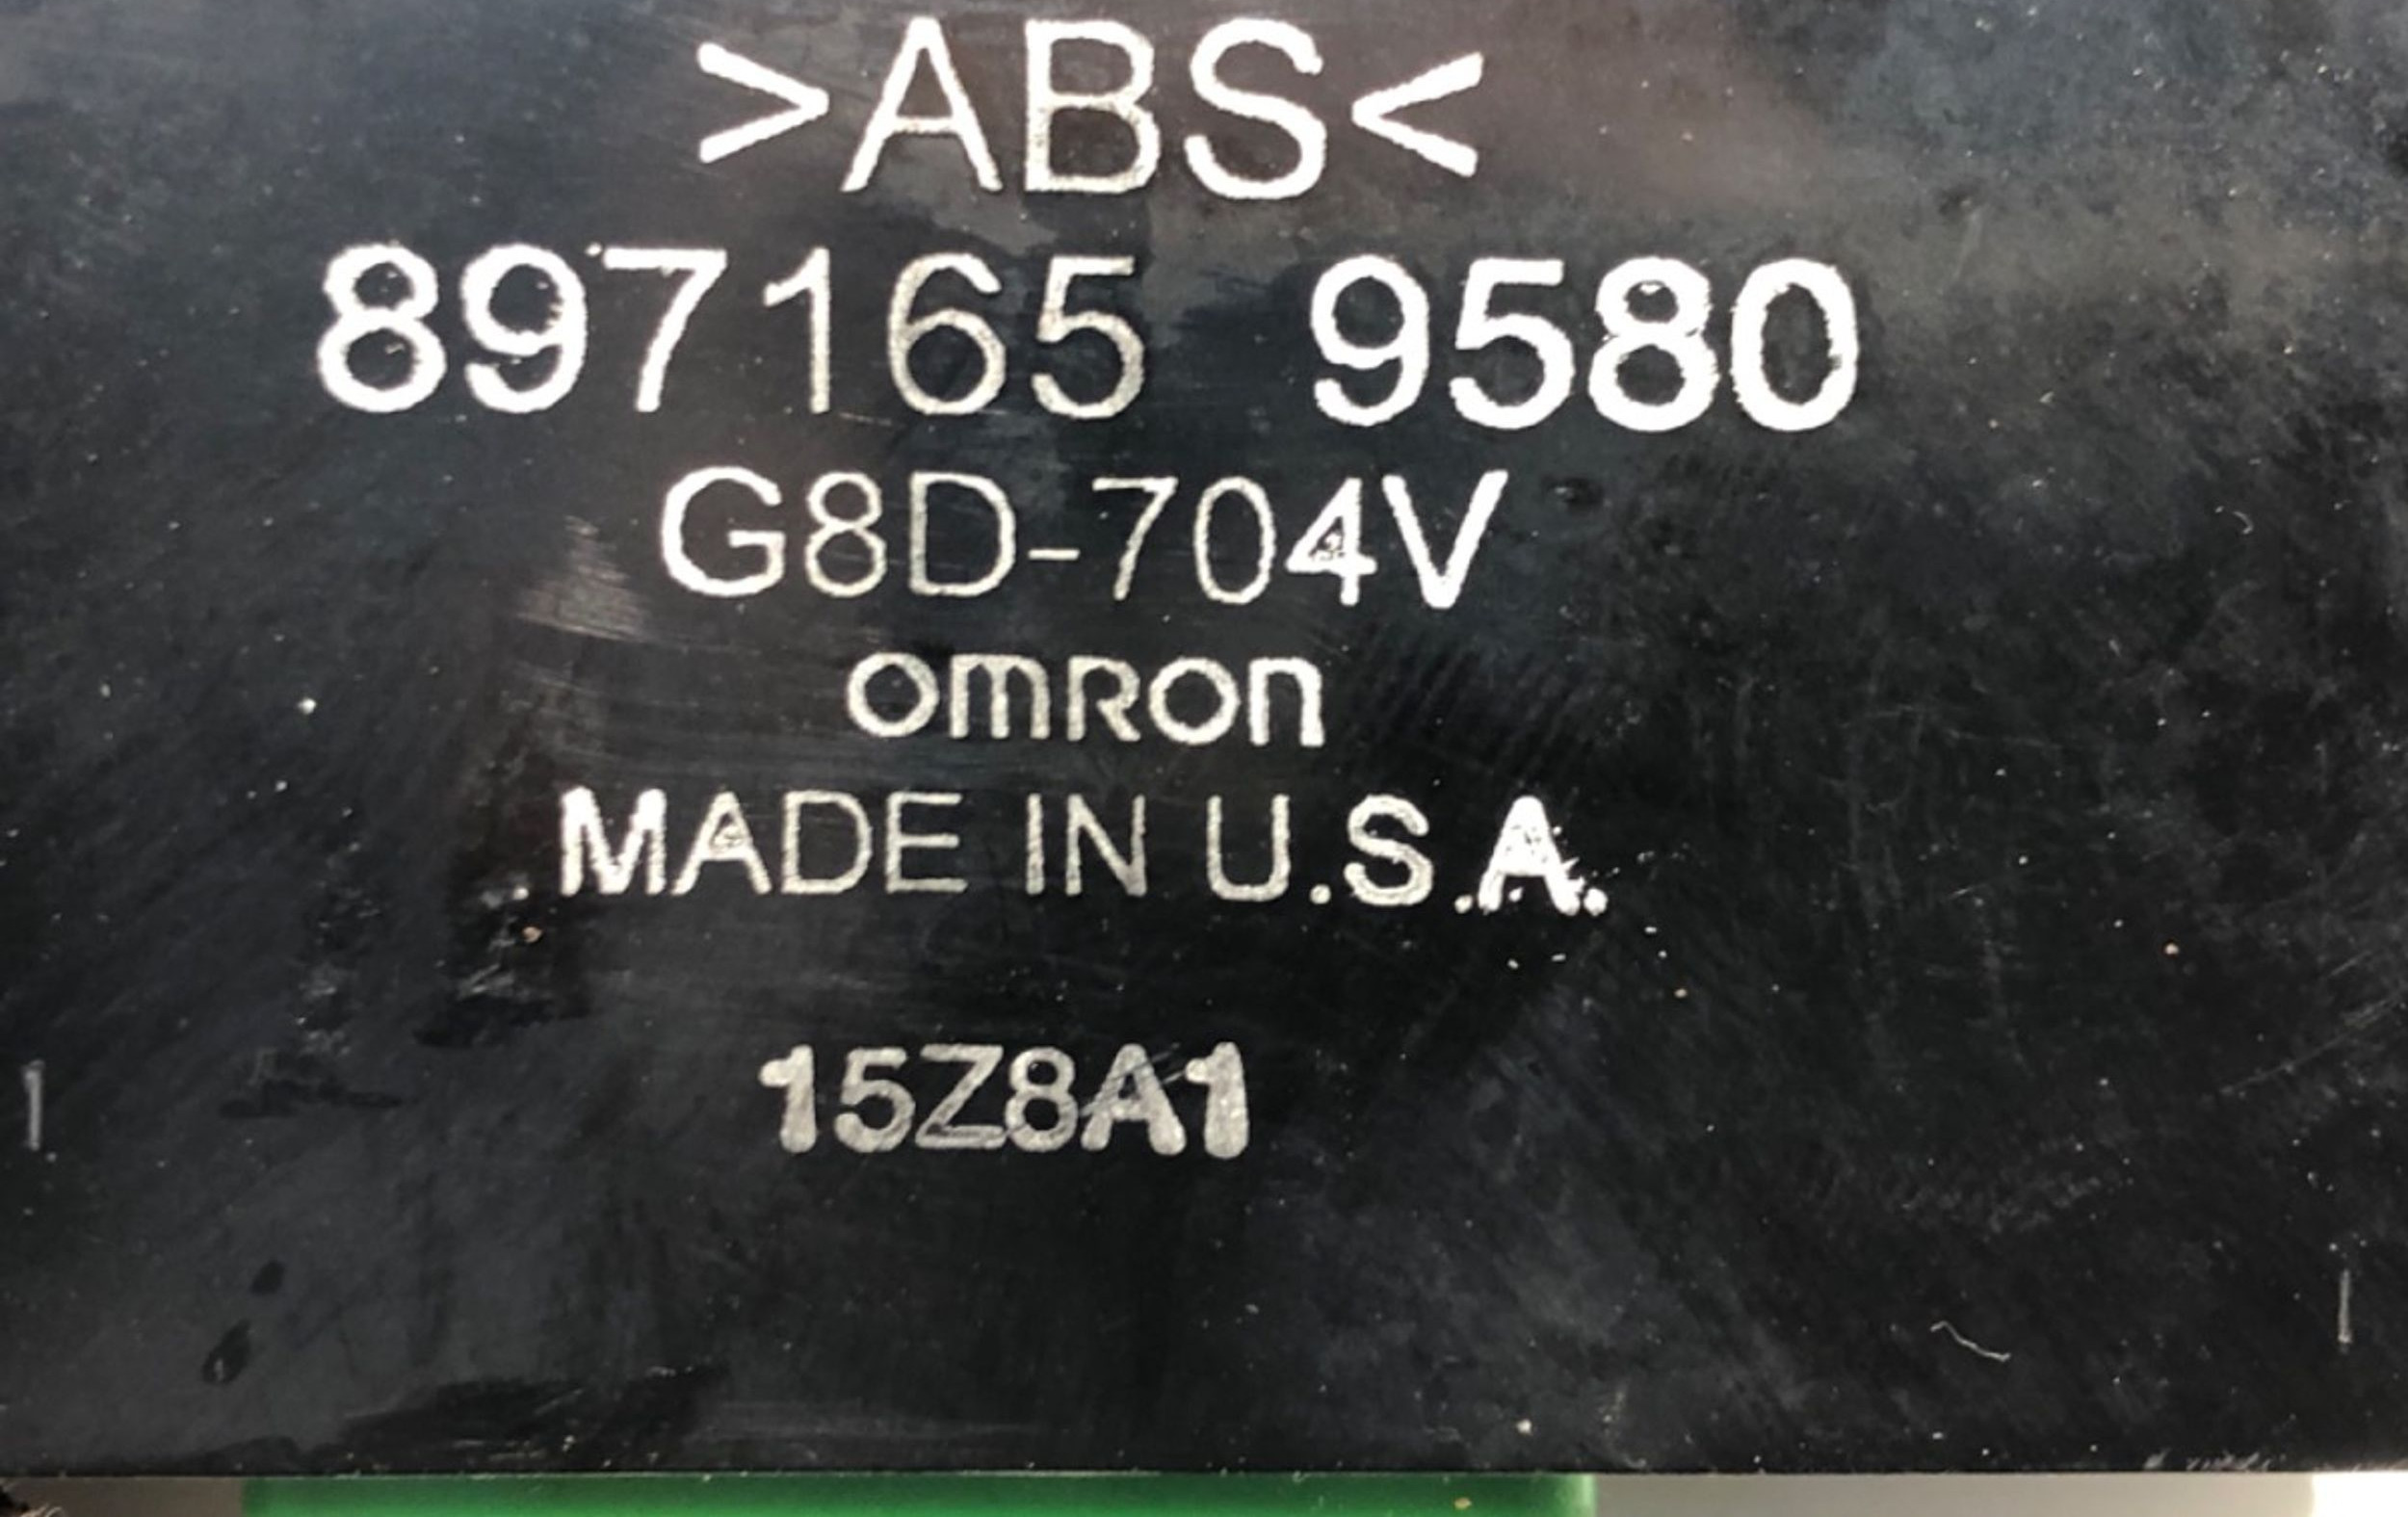 >ABS<
897165 9580
G8D-704V
omron
MADE IN U.S.A.
15Z8A1